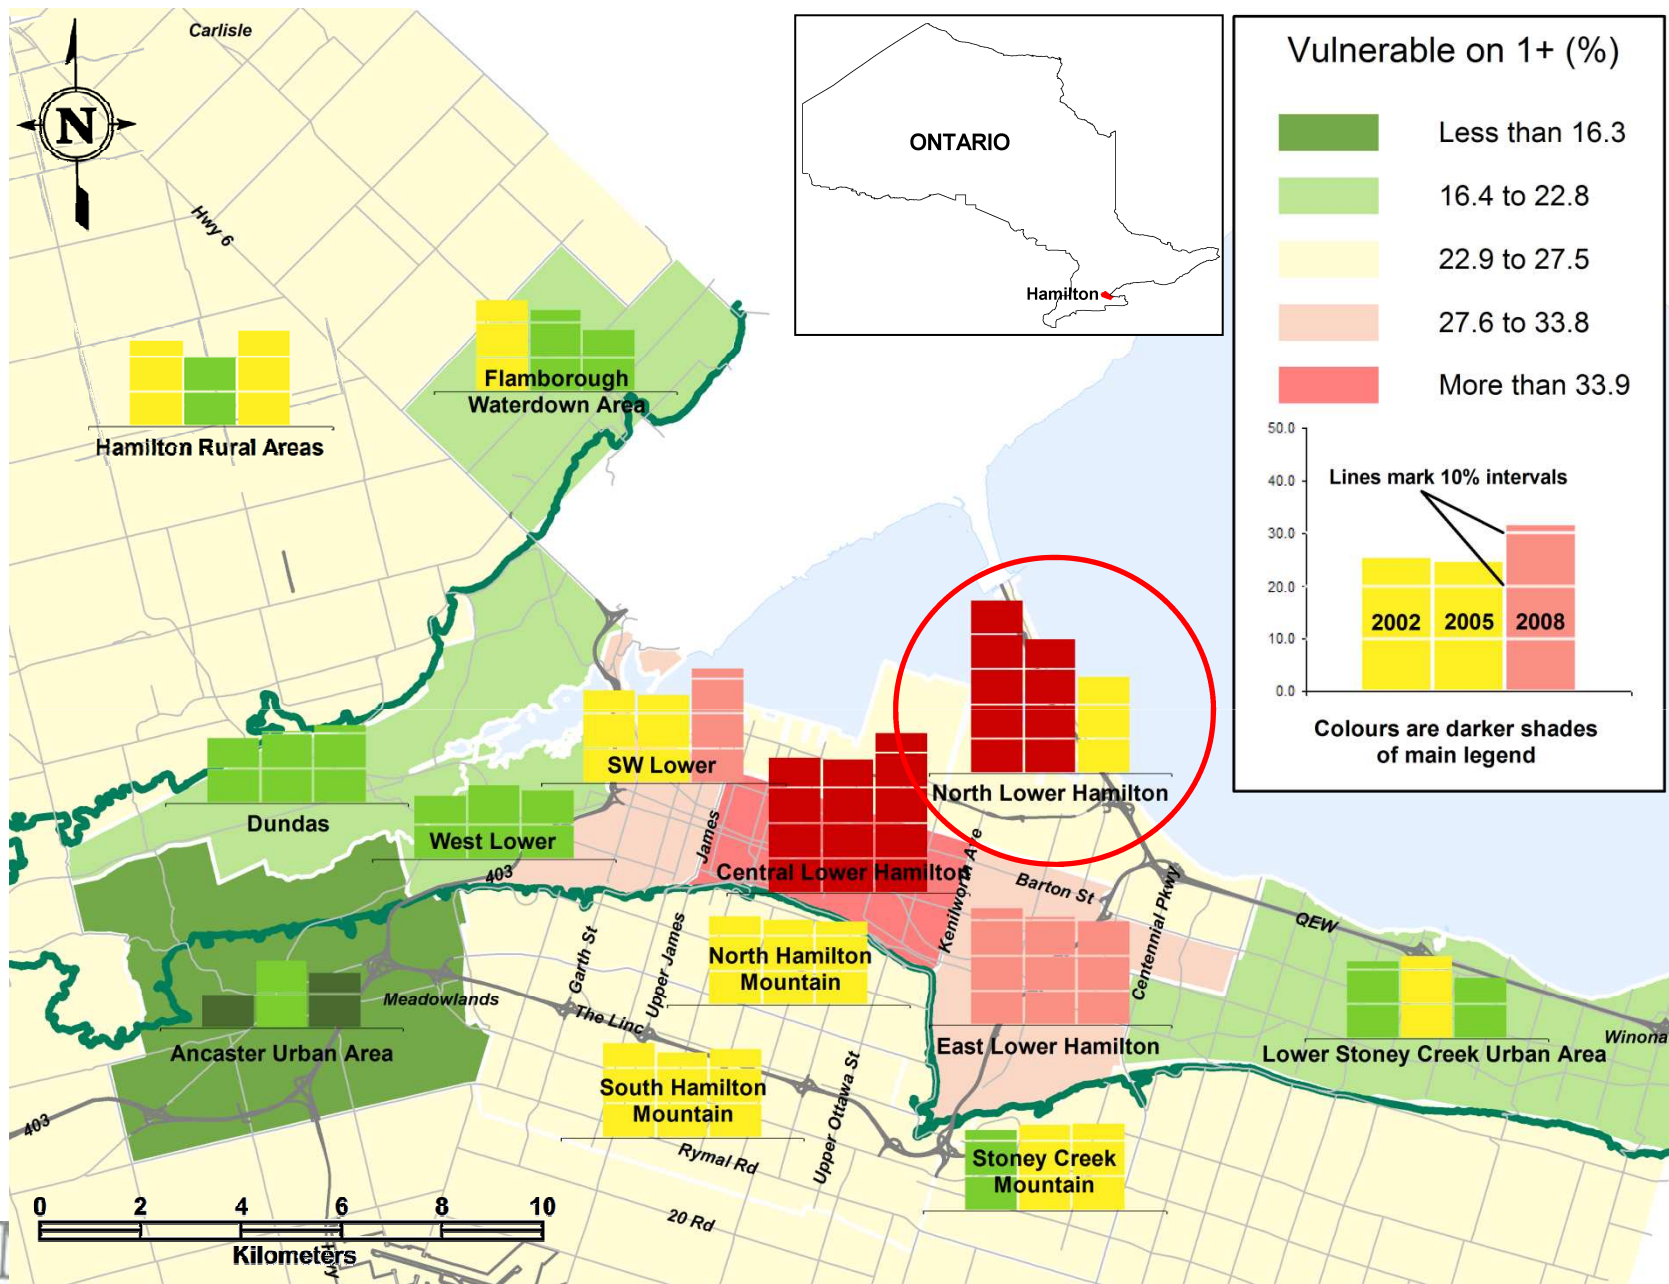 Carlisle
N
Hwy 6
ONTARIO
Hamilton
Vulnerable on 1+ (%)
Less than 16.3
16.4 to 22.8
22.9 to 27.5
27.6 to 33.8
More than 33.9
50.0
40.0
30.0
20.0
10.0
0.0
Lines mark 10% intervals
2002
2005
2008
Colours are darker shades
of main legend
Flamborough
Waterdown Area
Hamilton Rural Areas
SW Lower
North Lower Hamilton
Dundas
West Lower
James
Central Lower Hamilton
Kenilworth Ave
403
Barton St
Centennial Pkwy
QEW
Garth St
Upper James
North Hamilton
Mountain
Meadowlands
The Linc
Ancaster Urban Area
East Lower Hamilton
Lower Stoney Creek Urban Area
Winona
South Hamilton
Mountain
Upper Ottawa St
403
Rymal Rd
Stoney Creek
Mountain
20 Rd
0 2 4 6 8 10
Kilometers